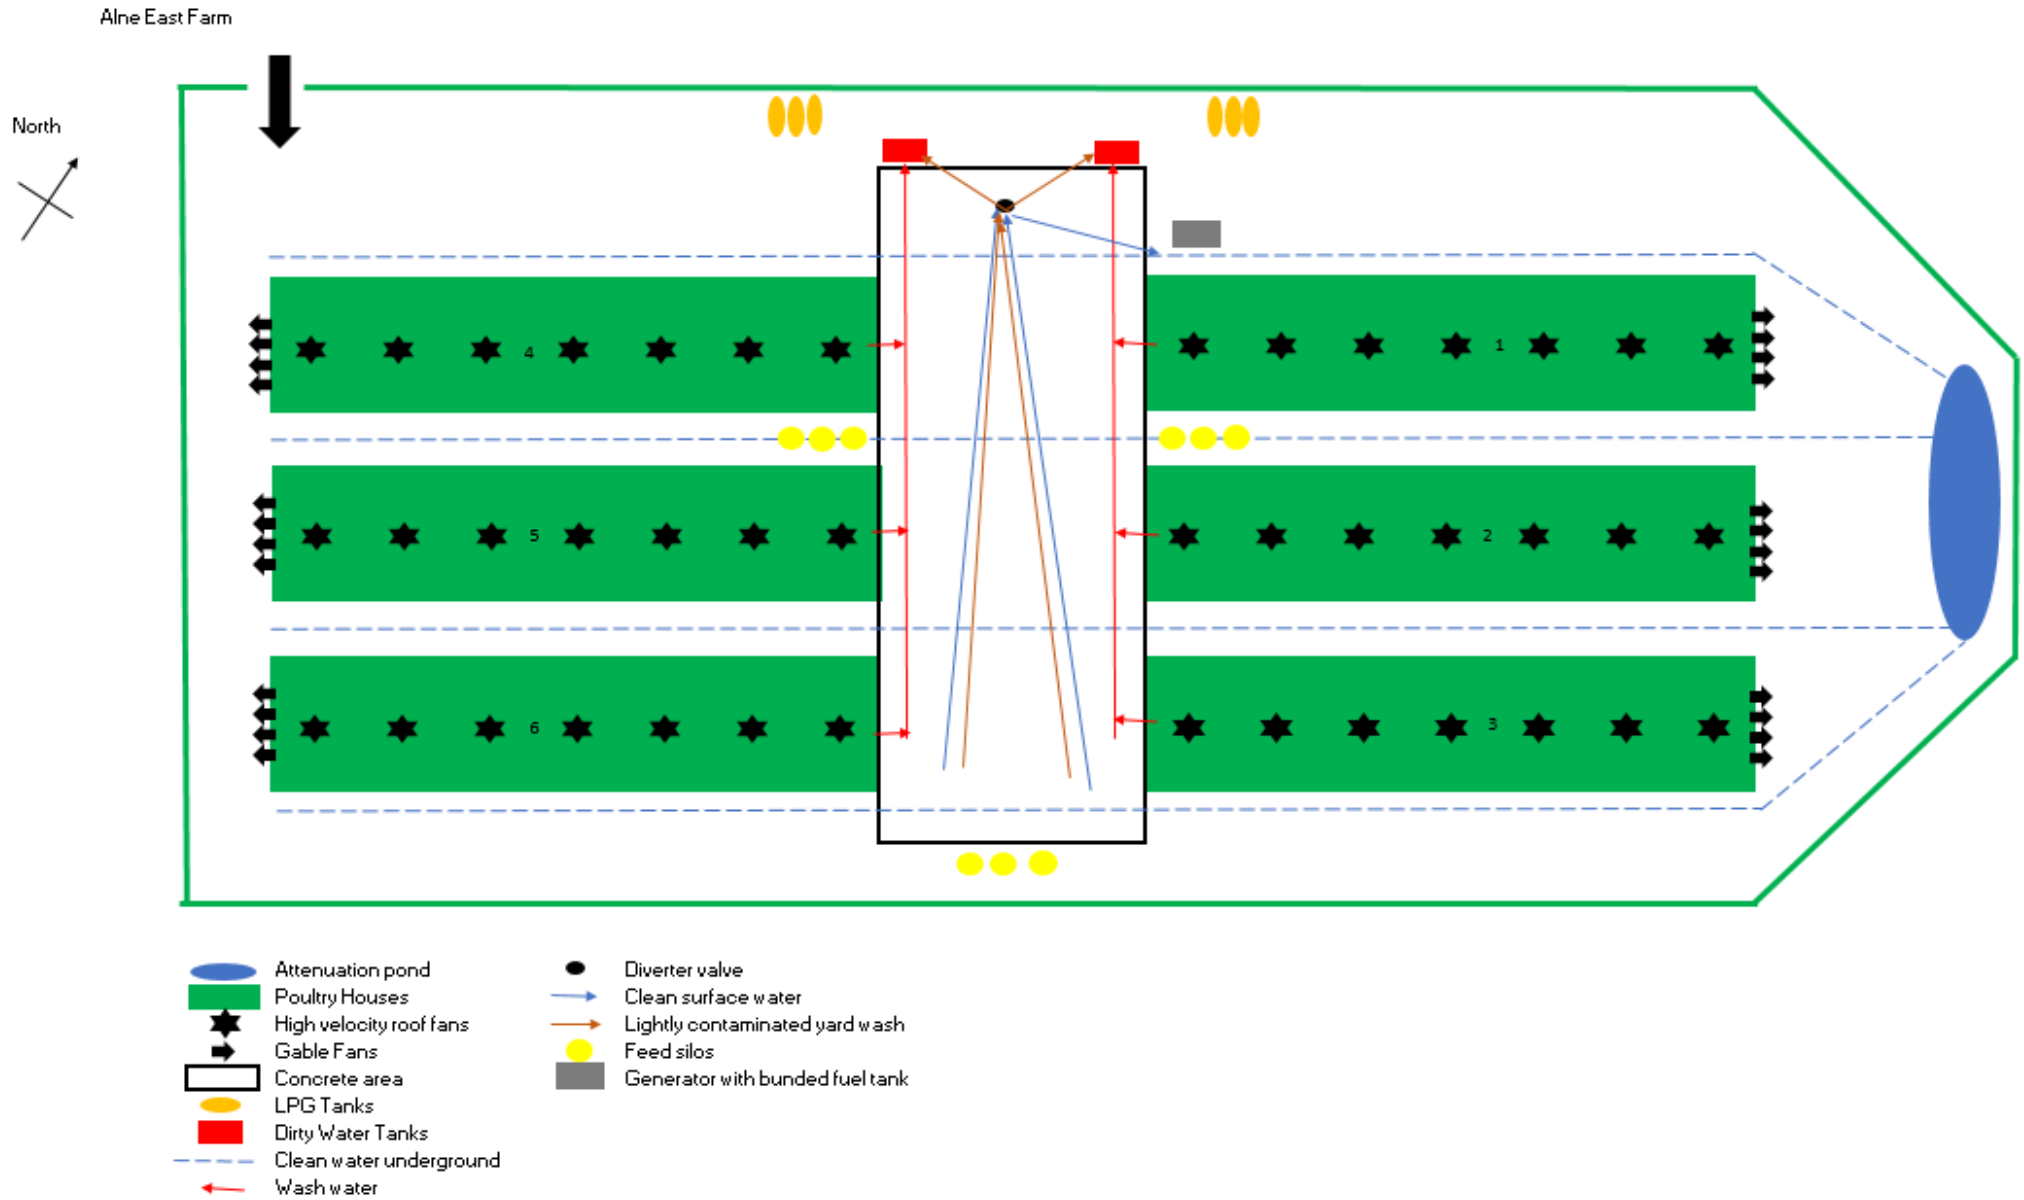 Alne East Farm
North
4
1
5
2
6
3
Attenuation pond
Poultry Houses
High velocity roof fans
Gable Fans
Concrete area
LPG Tanks
Dirty Water Tanks
Clean water underground
Wash water
Diverter valve
Clean surface water
Lightly contaminated yard wash
Feed silos
Generator with bunded fuel tank